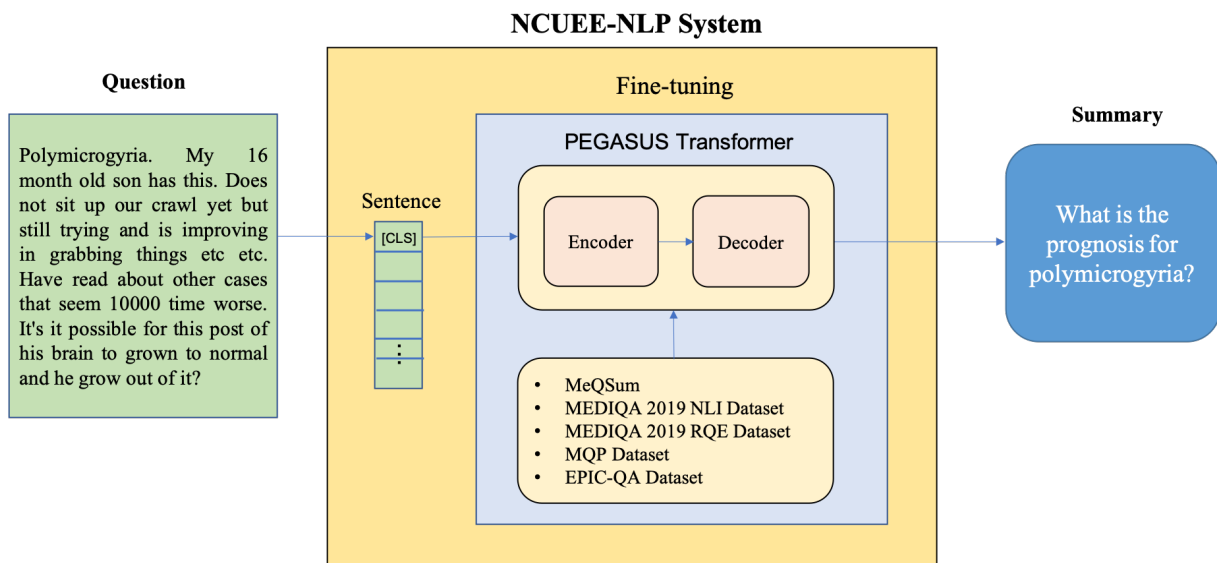 NCUEE-NLP System
Question
Polymicrogyria. My 16
month old son has this. Does
not sit up our crawl yet but
still trying and is improving
in grabbing things etc etc.
Have read about other cases
that seem 10000 time worse.
It's it possible for this post of
his brain to grown to normal
and he grow out of it?
Fine-tuning
Sentence
[CLS]
⋮
PEGASUS Transformer
Encoder
Decoder
• MeQSum
• MEDIQA 2019 NLI Dataset
• MEDIQA 2019 RQE Dataset
• MQP Dataset
• EPIC-QA Dataset
Summary
What is the
prognosis for
polymicrogyria?